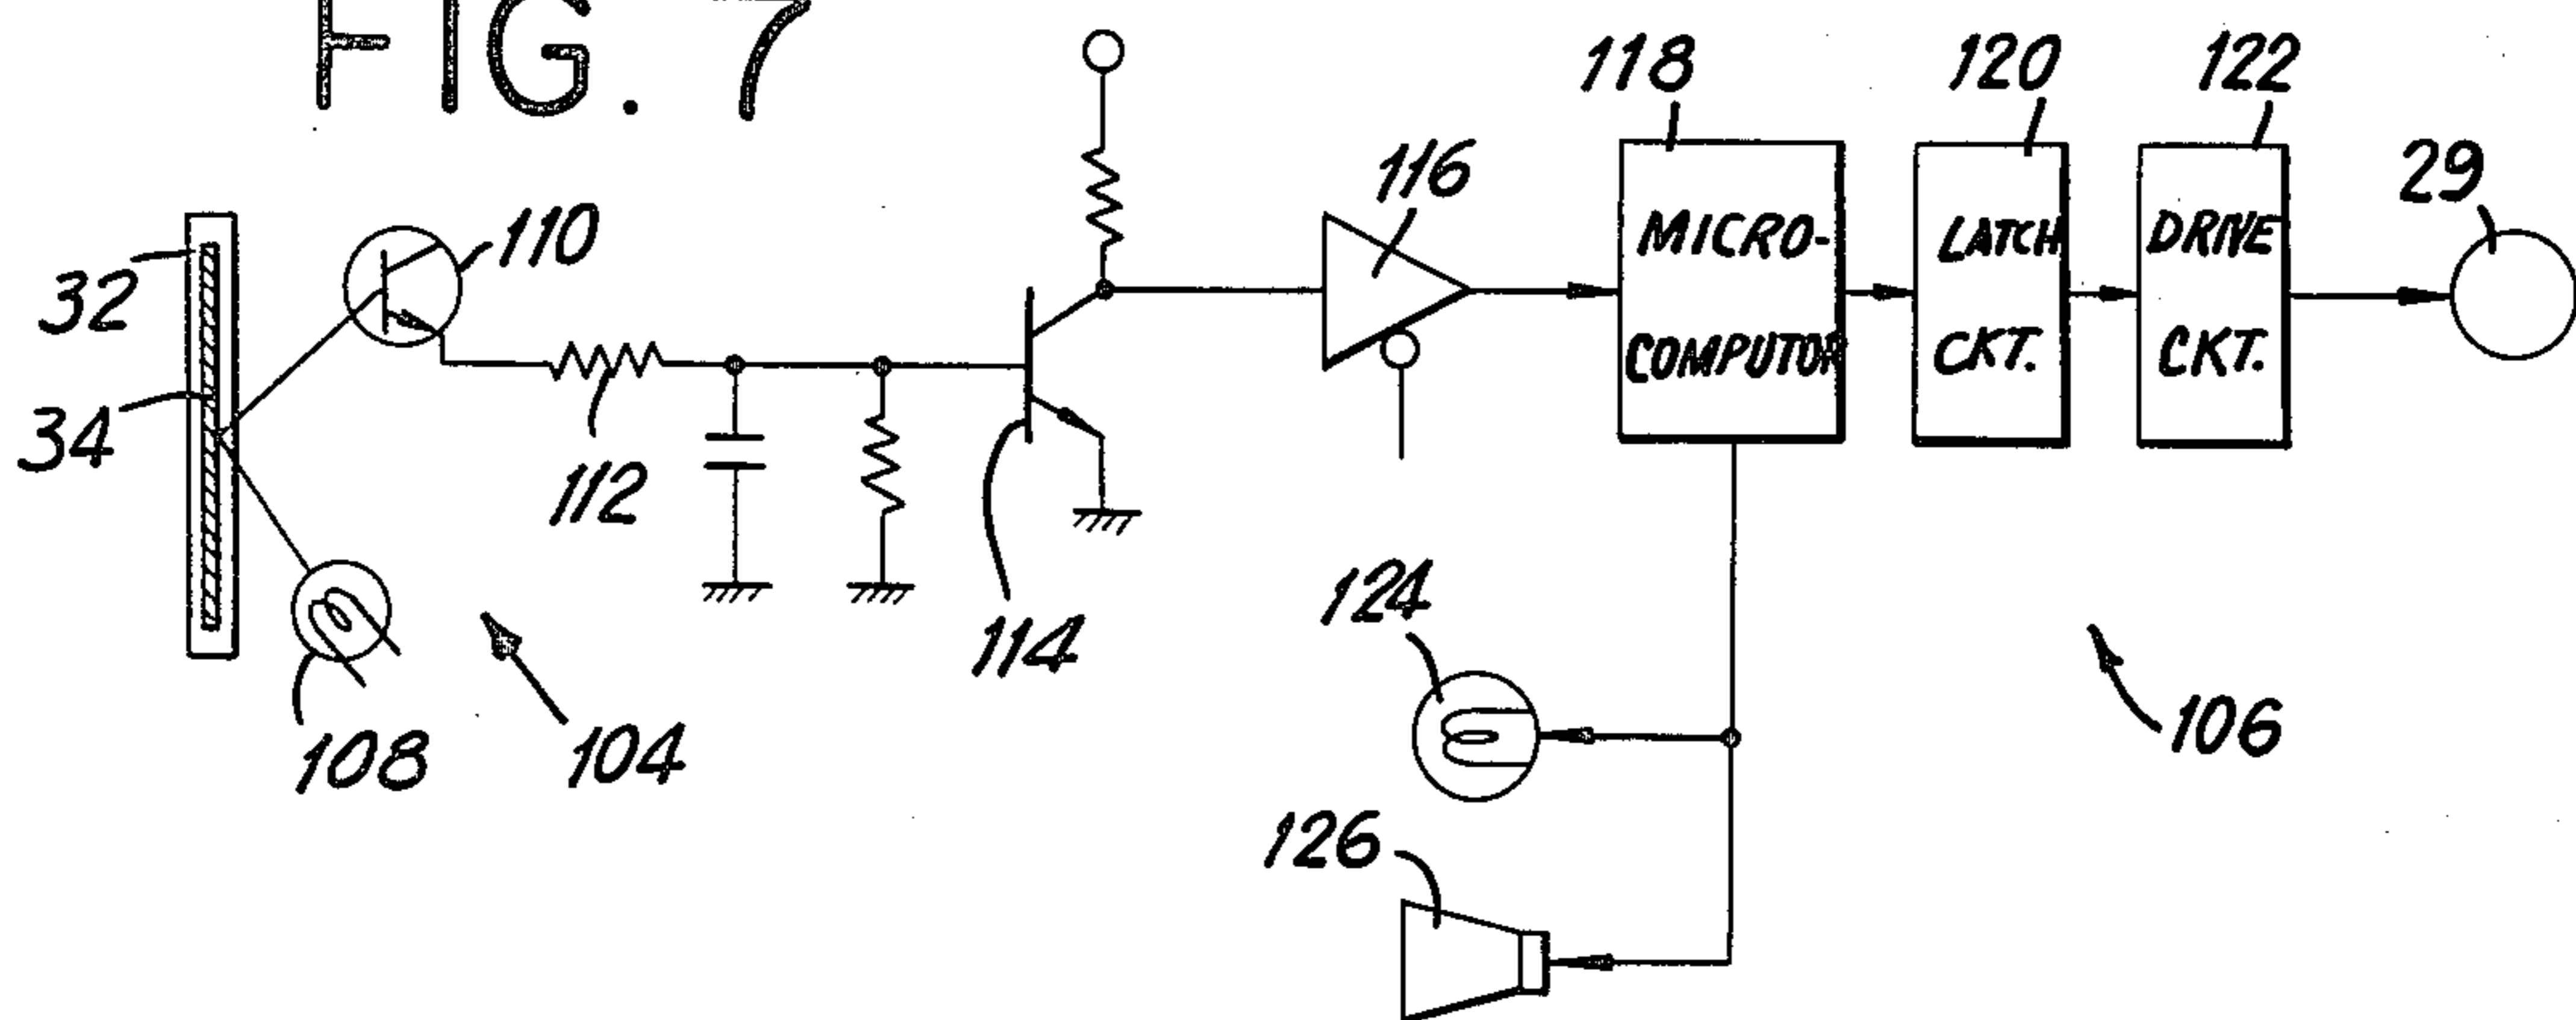 FIG. 7
118
120
122
116
29
110
32
MICRO-
COMPUTOR
LATCH
CKT.
DRIVE
CKT.
34
112
114
124
108
104
106
126